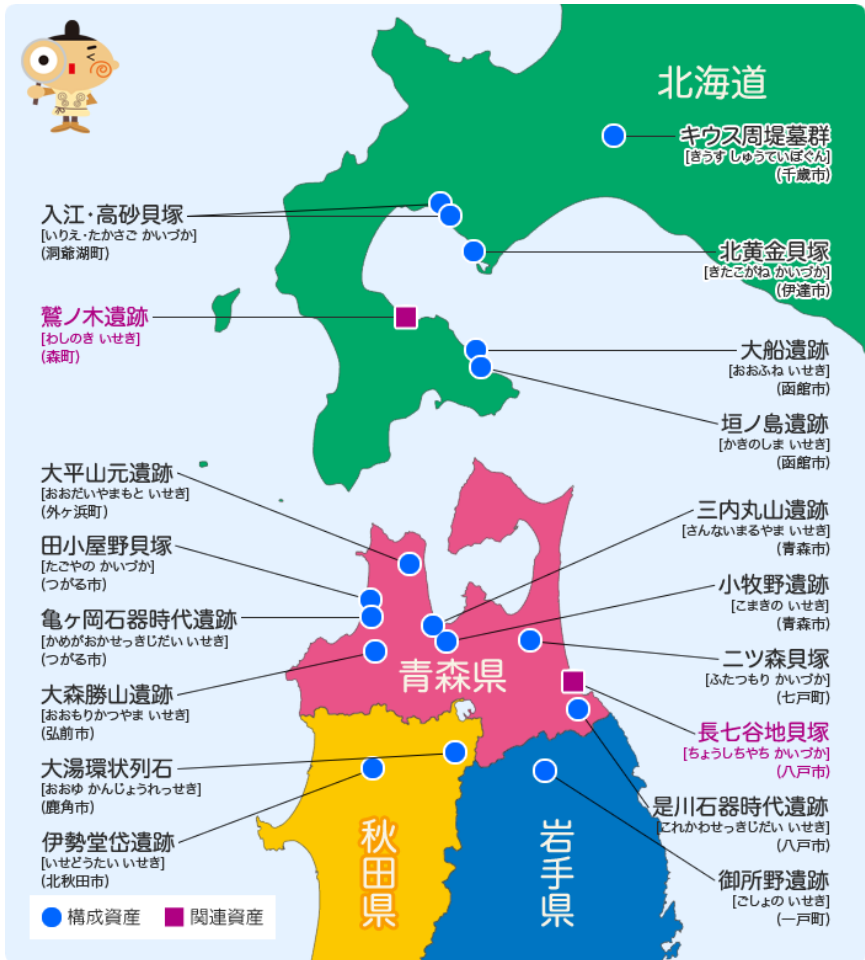 北海道
キウス周堤墓群
[きうす しゅうていぼぐん]
(千歳市)
入江・高砂貝塚
[いりえ・たかさご かいづか]
(洞爺湖町)
北黄金貝塚
[きたこがね かいづか]
(伊達市)
鷲ノ木遺跡
[わしのき いせき]
(森町)
大船遺跡
[おおふね いせき]
(函館市)
垣ノ島遺跡
[かきのしま いせき]
(函館市)
大平山元遺跡
[おおだいやまもと いせき]
(外ヶ浜町)
田小屋野貝塚
[たごやの かいづか]
(つがる市)
亀ヶ岡石器時代遺跡
[かめがおかせっきじだい いせき]
(つがる市)
大森勝山遺跡
[おおもりかつやま いせき]
(弘前市)
大湯環状列石
[おおゆ かんじょうれっせき]
(鹿角市)
伊勢堂岱遺跡
[いせどうたい いせき]
(北秋田市)
三内丸山遺跡
[さんないまるやま いせき]
(青森市)
小牧野遺跡
[こまきの いせき]
(青森市)
二ツ森貝塚
[ふたつもり かいづか]
(七戸町)
長七谷地貝塚
[ちょうしちやち かいづか]
(八戸市)
是川石器時代遺跡
[これかわせっきじだい いせき]
(八戸市)
御所野遺跡
[ごしょの いせき]
(一戸町)
青森県
秋田県
岩手県
構成資産
関連資産